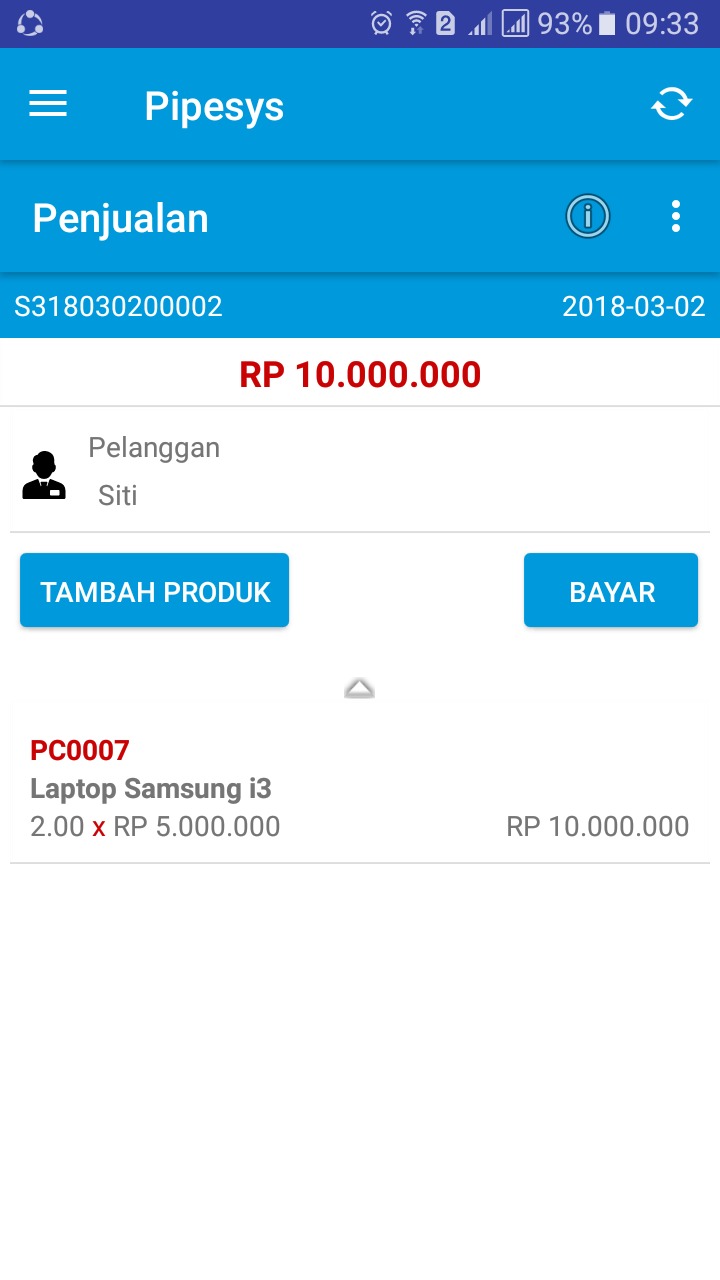 2 93% 09:33
Pipesys
Penjualan
S318030200002 2018-03-02
RP 10.000.000
Pelanggan
Siti
TAMBAH PRODUK BAYAR
PC0007
Laptop Samsung i3
2.00 x RP 5.000.000 RP 10.000.000